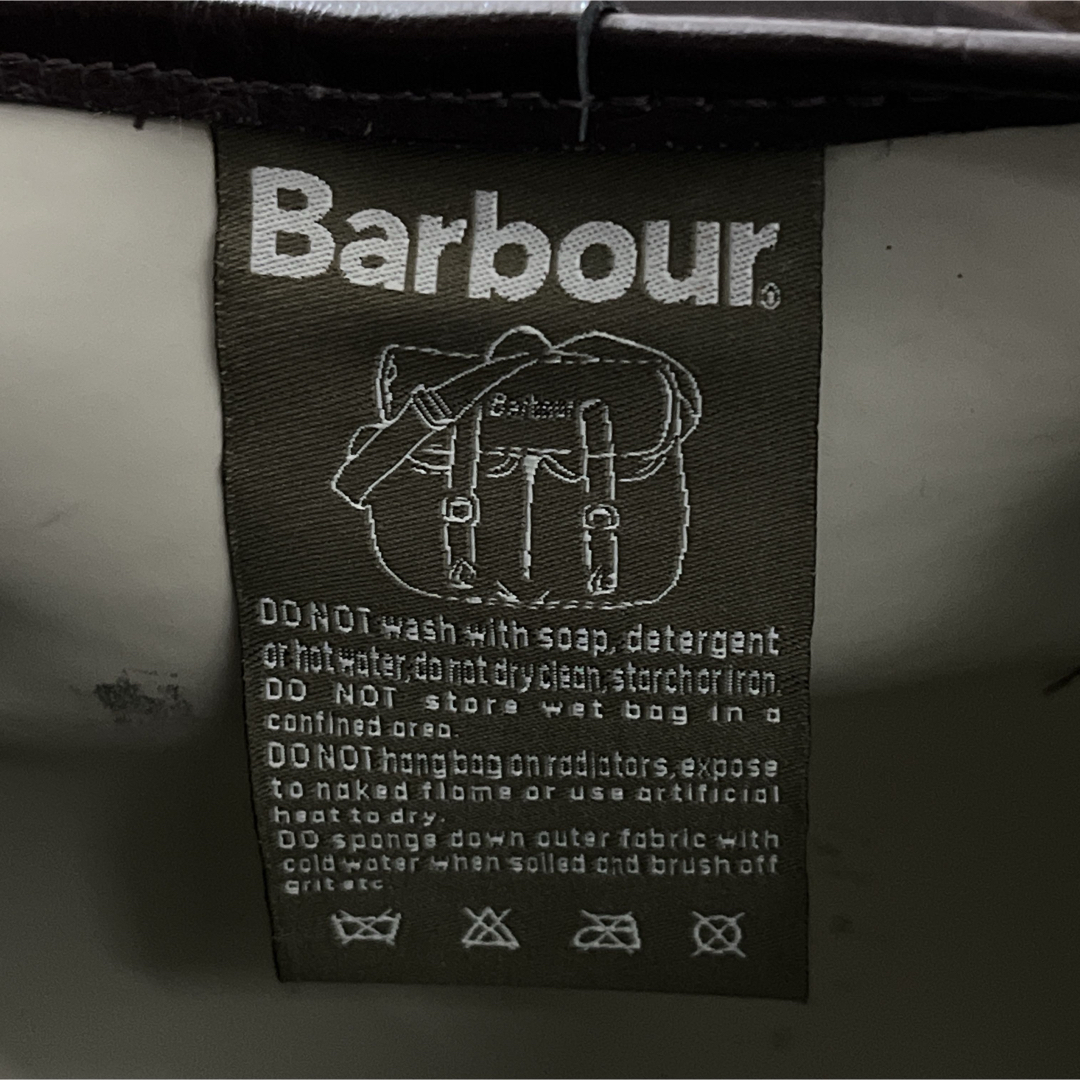 Barbour
Barbour
DO NOT wash with soap, detergent
or hot water, do not dry clean, starch or iron.
DO NOT store wet bag in a
confined area.
DO NOT hang bag on radiators, expose
to naked flame or use artificial
heat to dry.
DO sponge down outer fabric with
cold water when soiled and brush off
grit etc.